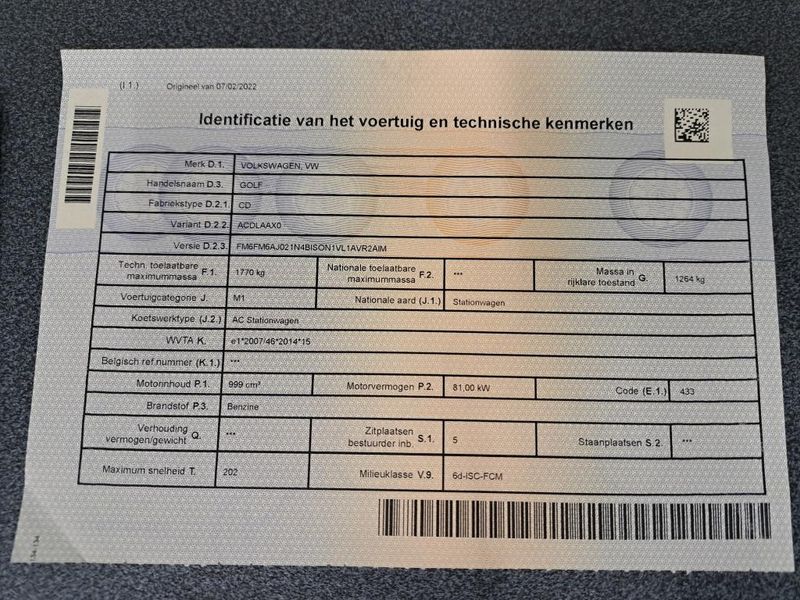 (I 1.) Origineel van 07/02/2022
Identificatie van het voertuig en technische kenmerken
Merk D.1. VOLKSWAGEN, VW
Handelsnaam D.3. GOLF
Fabriekstype D.2.1. CD
Variant D.2.2. ACDLAAX0
Versie D.2.3. FM6FM6AJ021N4BISON1VL1AVR2AIM
Techn. toelaatbare maximummassa F.1. 1770 kg Nationale toelaatbare maximummassa F.2. *** Massa in rijklare toestand G. 1264 kg
Voertuigcategorie J. M1 Nationale aard (J.1.) Stationwagen
Koetswerktype (J.2.) AC Stationwagen
WVTA K. e1*2007/46*2014*15
Belgisch ref.nummer (K.1.) ***
Motorinhoud P.1. 999 cm³ Motorvermogen P.2. 81,00 kW Code (E.1.) 433
Brandstof P.3. Benzine
Verhouding vermogen/gewicht Q. *** Zitplaatsen bestuurder inb. S.1. 5 Staanplaatsen S.2. ***
Maximum snelheid T. 202 Milieuklasse V.9. 6d-ISC-FCM